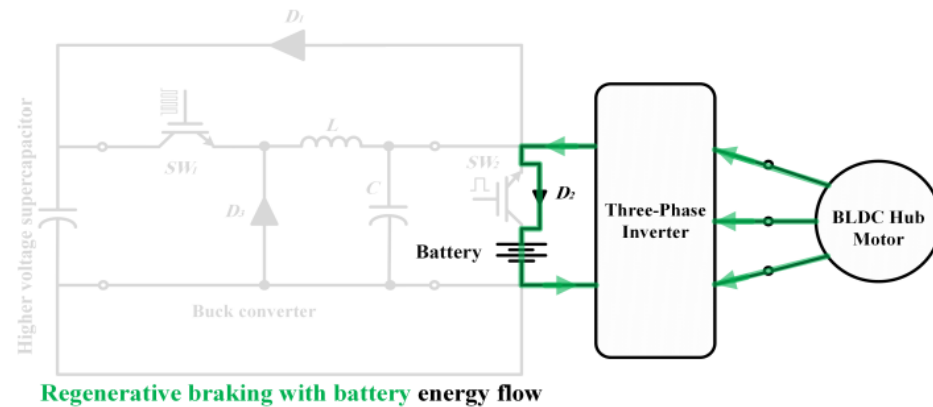 D₁
Higher voltage supercapacitor
SW₁
L
D₃
C
SW₂
D₂
Battery
Buck converter
Three-Phase
Inverter
BLDC Hub
Motor
Regenerative braking with battery energy flow